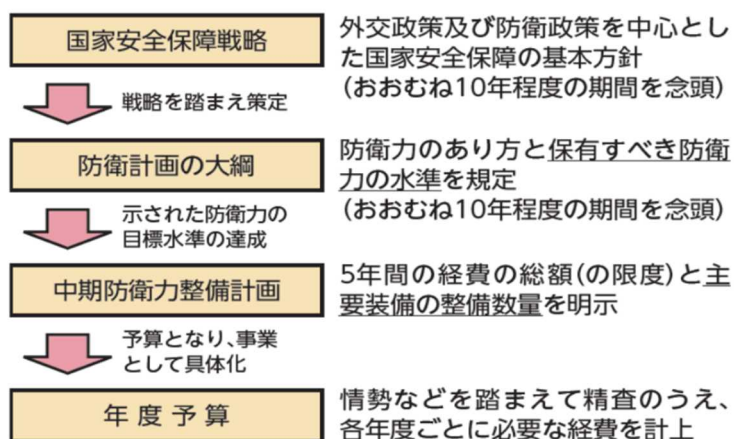 国家安全保障戦略
外交政策及び防衛政策を中心とし
た国家安全保障の基本方針
(おおむね10年程度の期間を念頭)
戦略を踏まえ策定
防衛計画の大綱
防衛力のあり方と保有すべき防衛
力の水準を規定
(おおむね10年程度の期間を念頭)
示された防衛力の
目標水準の達成
中期防衛力整備計画
5年間の経費の総額(の限度)と主
要装備の整備数量を明示
予算となり、事業
として具体化
年度予算
情勢などを踏まえて精査のうえ、
各年度ごとに必要な経費を計上